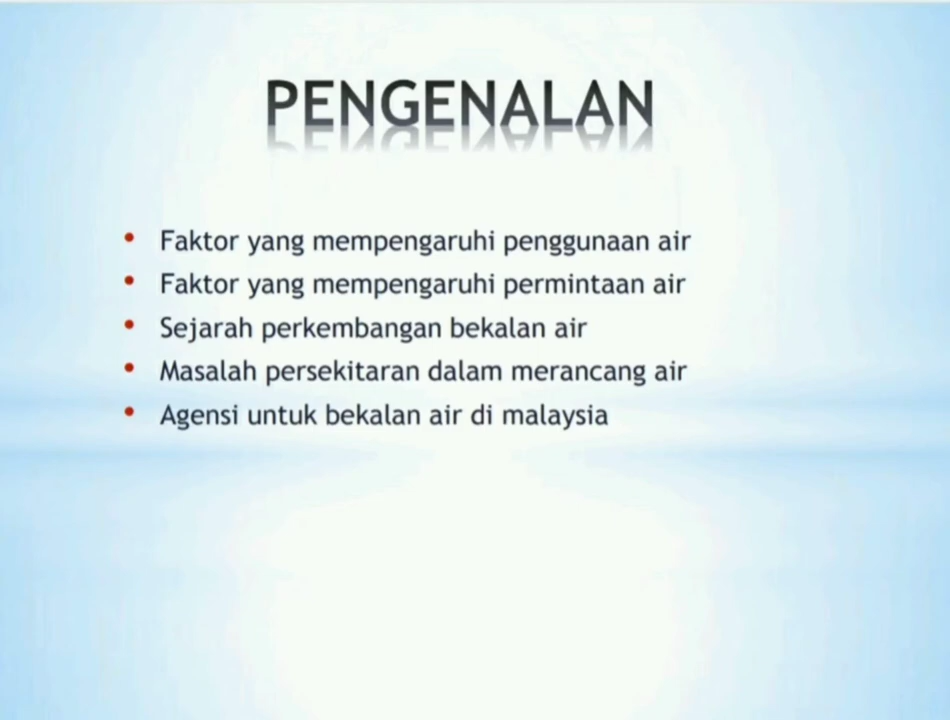 PENGENALAN
• Faktor yang mempengaruhi penggunaan air
• Faktor yang mempengaruhi permintaan air
• Sejarah perkembangan bekalan air
• Masalah persekitaran dalam merancang air
• Agensi untuk bekalan air di malaysia